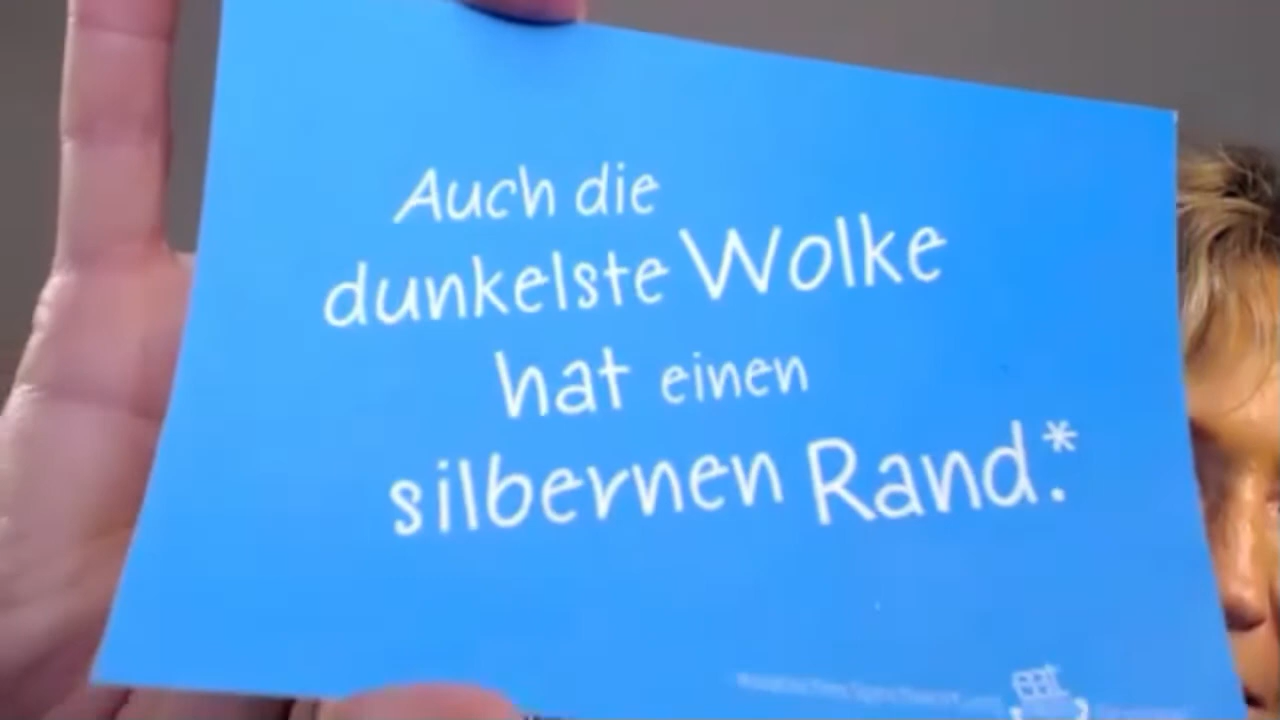 Auch die
dunkelste Wolke
hat einen
silbernen Rand.*